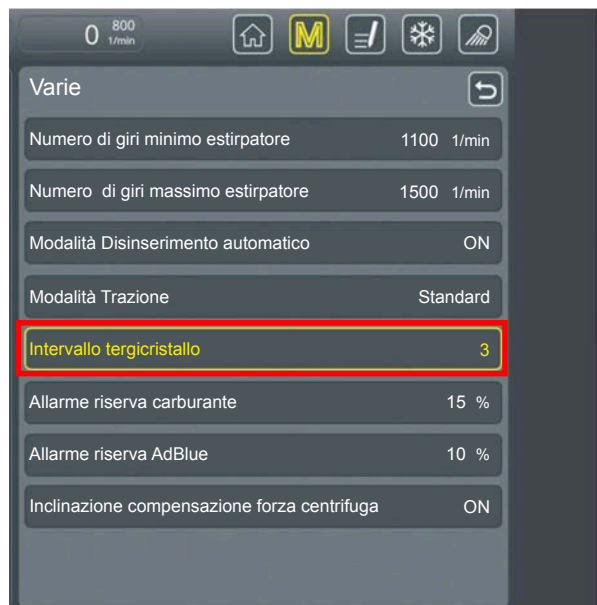 0 800 1/min M
Varie
Numero di giri minimo estirpatore 1100 1/min
Numero di giri massimo estirpatore 1500 1/min
Modalità Disinserimento automatico ON
Modalità Trazione Standard
Intervallo tergicristallo 3
Allarme riserva carburante 15 %
Allarme riserva AdBlue 10 %
Inclinazione compensazione forza centrifuga ON